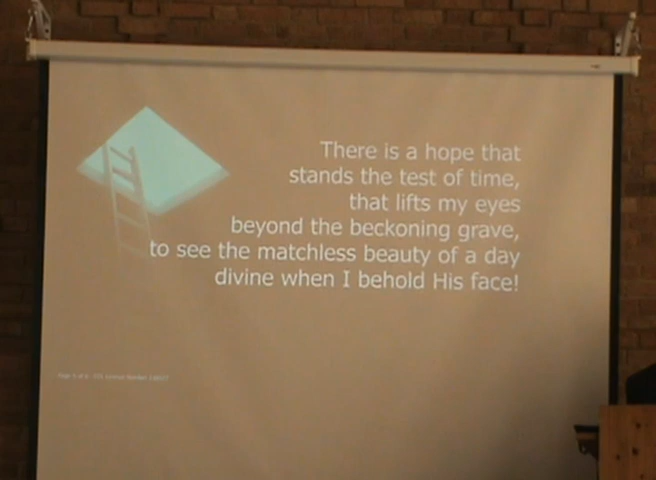 There is a hope that
stands the test of time,
that lifts my eyes
beyond the beckoning grave,
to see the matchless beauty of a day
divine when I behold His face!